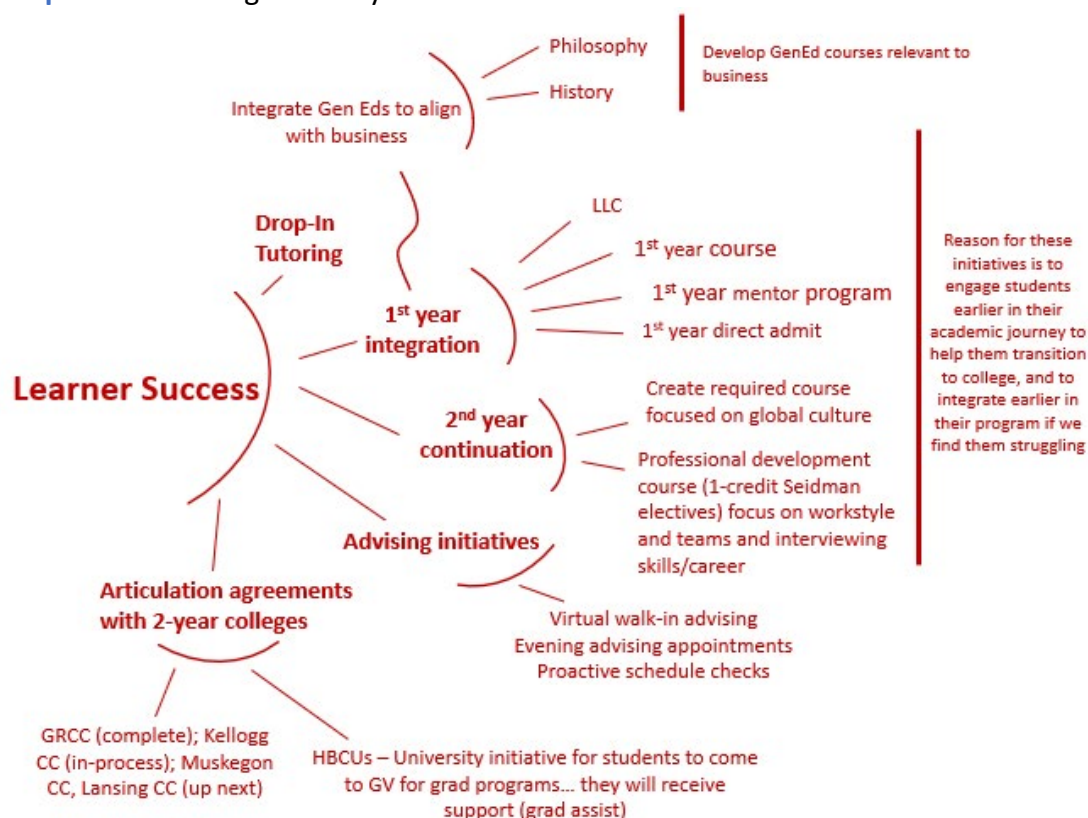 Philosophy
History
Develop GenEd courses relevant to
business
Integrate Gen Eds to align
with business
Drop-In
Tutoring
LLC
1st year course
1st year mentor program
1st year direct admit
1st year
integration
Reason for these
initiatives is to
engage students
earlier in their
academic journey to
help them transition
to college, and to
integrate earlier in
their program if we
find them struggling
Learner Success
2nd year
continuation
Create required course
focused on global culture
Professional development
course (1-credit Seidman
electives) focus on workstyle
and teams and interviewing
skills/career
Advising initiatives
Virtual walk-in advising
Evening advising appointments
Proactive schedule checks
Articulation agreements
with 2-year colleges
GRCC (complete); Kellogg
CC (in-process); Muskegon
CC, Lansing CC (up next)
HBCUs – University initiative for students to come
to GV for grad programs... they will receive
support (grad assist)